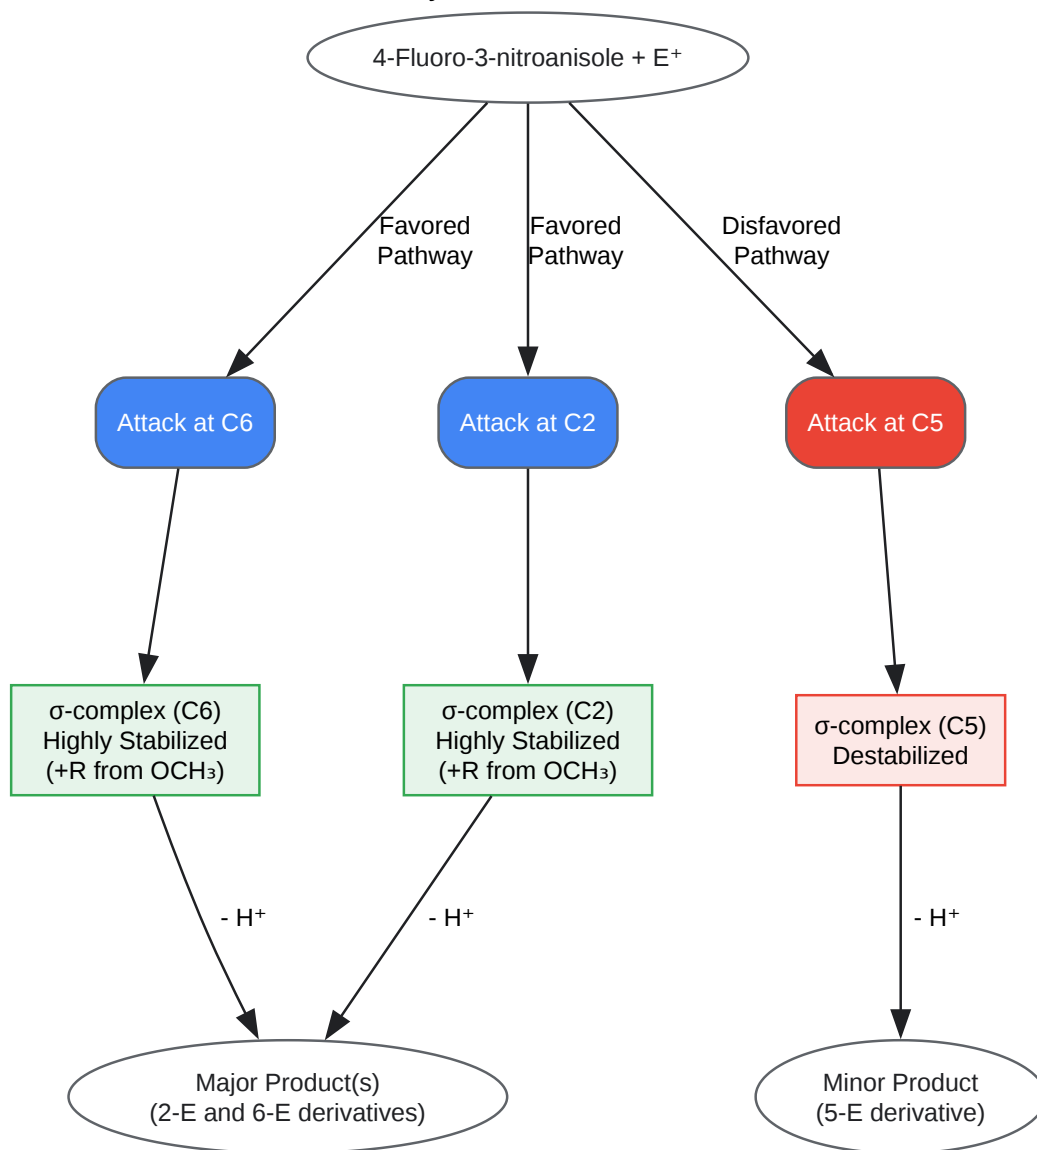 4-Fluoro-3-nitroanisole + E⁺
Favored
Pathway
Favored
Pathway
Disfavored
Pathway
Attack at C6
Attack at C2
Attack at C5
σ-complex (C6)
Highly Stabilized
(+R from OCH₃)
σ-complex (C2)
Highly Stabilized
(+R from OCH₃)
σ-complex (C5)
Destabilized
- H⁺
- H⁺
- H⁺
Major Product(s)
(2-E and 6-E derivatives)
Minor Product
(5-E derivative)